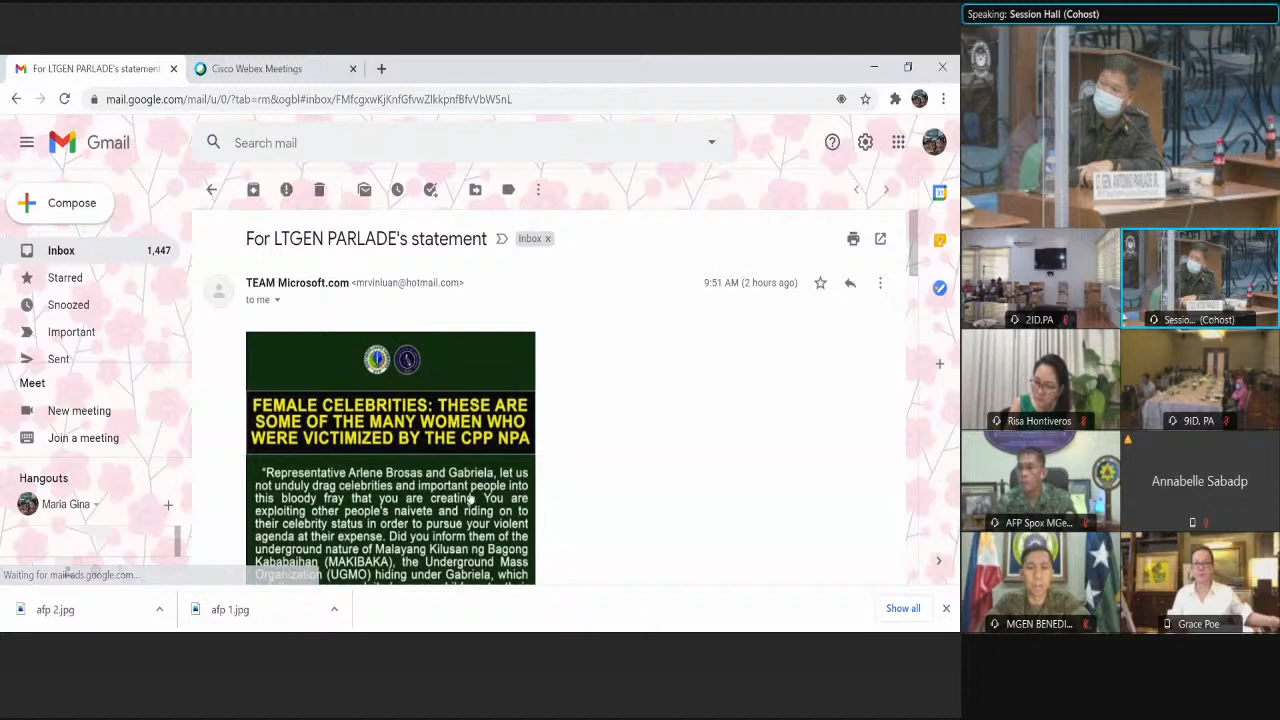 Speaking: Session Hall (Cohost)
For LTGEN PARLADE's statement
Cisco Webex Meetings
mail.google.com/mail/u/0/?tab=rm&ogbl#inbox/FMfcgxwKjKnfGfvwZlkkpnfBfvVbWSnL
Gmail
Search mail
Compose
Inbox 1,447
Starred
Snoozed
Important
Sent
Meet
New meeting
Join a meeting
Hangouts
Maria Gina
For LTGEN PARLADE's statement Inbox x
TEAM Microsoft.com <mrvinluan@hotmail.com> 9:51 AM (2 hours ago)
to me
FEMALE CELEBRITIES: THESE ARE
SOME OF THE MANY WOMEN WHO
WERE VICTIMIZED BY THE CPP NPA
“Representative Arlene Brosas and Gabriela, let us
not unduly drag celebrities and important people into
this bloody fray that you are creating. You are
exploiting other people's naivete and riding on to
their celebrity status in order to pursue your violent
agenda at their expense. Did you inform them of the
underground nature of Malayang Kilusan ng Bagong
Kababaihan (MAKIBAKA), the Underground Mass
Organization (UGMO) hiding under Gabriela, which
Waiting for mail-ads.google.com...
afp 2.jpg
afp 1.jpg
Show all
LT. GEN. ANTONIO PARLADE JR.
2ID.PA
Sessio... (Cohost)
Risa Hontiveros
9ID, PA
AFP Spox MGe...
Annabelle Sabadp
MGEN BENEDI...
Grace Poe